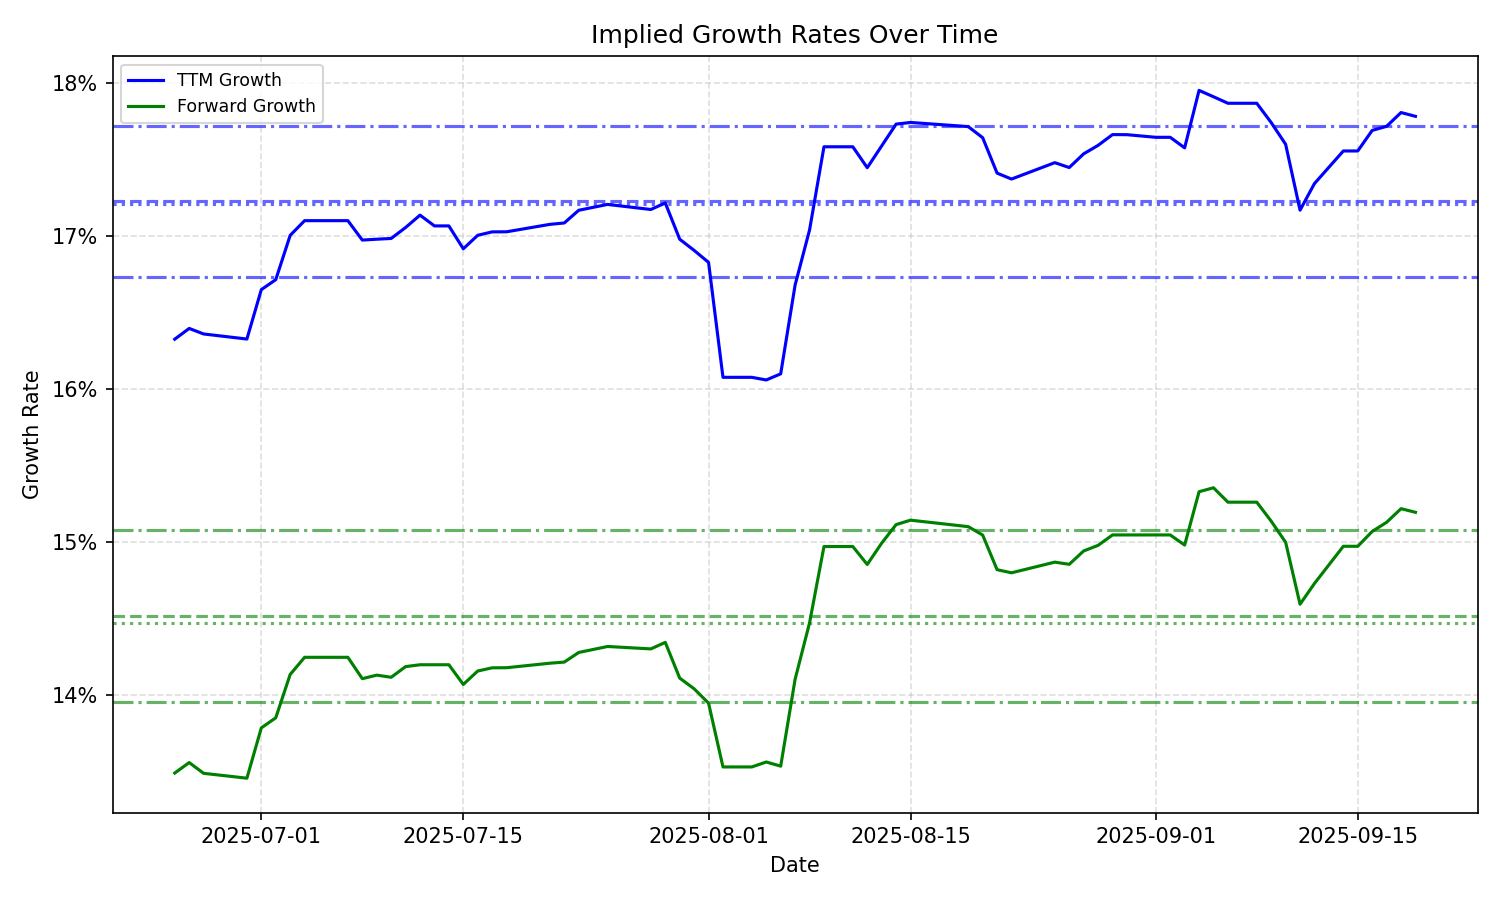 Implied Growth Rates Over Time
TTM Growth
Forward Growth
18%
17%
16%
15%
14%
Growth Rate
2025-07-01
2025-07-15
2025-08-01
2025-08-15
2025-09-01
2025-09-15
Date